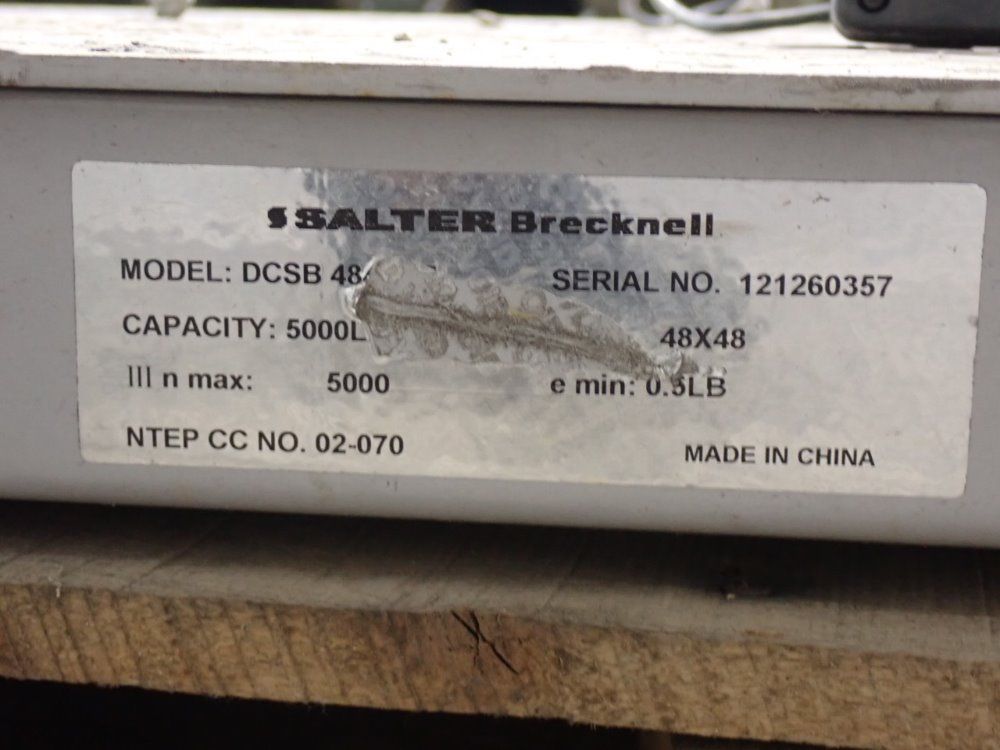 SALTER Brecknell
MODEL: DCSB 48 SERIAL NO. 121260357
CAPACITY: 5000L 48X48
III n max: 5000 e min: 0.5LB
NTEP CC NO. 02-070 MADE IN CHINA